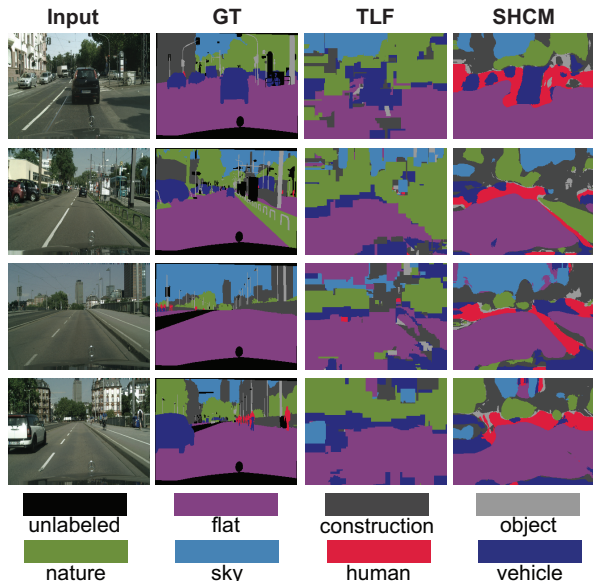 Input GT TLF SHCM
unlabeled flat construction object
nature sky human vehicle